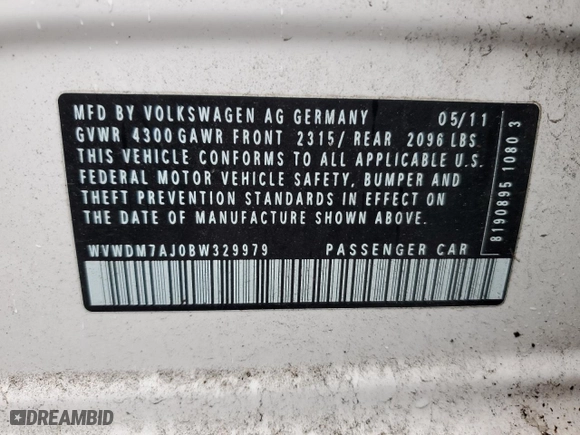 MFD BY VOLKSWAGEN AG GERMANY 05/11
GVWR 4300 GAWR FRONT 2315/ REAR 2096 LBS
THIS VEHICLE CONFORMS TO ALL APPLICABLE U.S.
FEDERAL MOTOR VEHICLE SAFETY, BUMPER AND
THEFT PREVENTION STANDARDS IN EFFECT ON
THE DATE OF MANUFACTURE SHOWN ABOVE.
WVWDM7AJ0BW329979 PASSENGER CAR
8190895 1080 3
DREAMBID